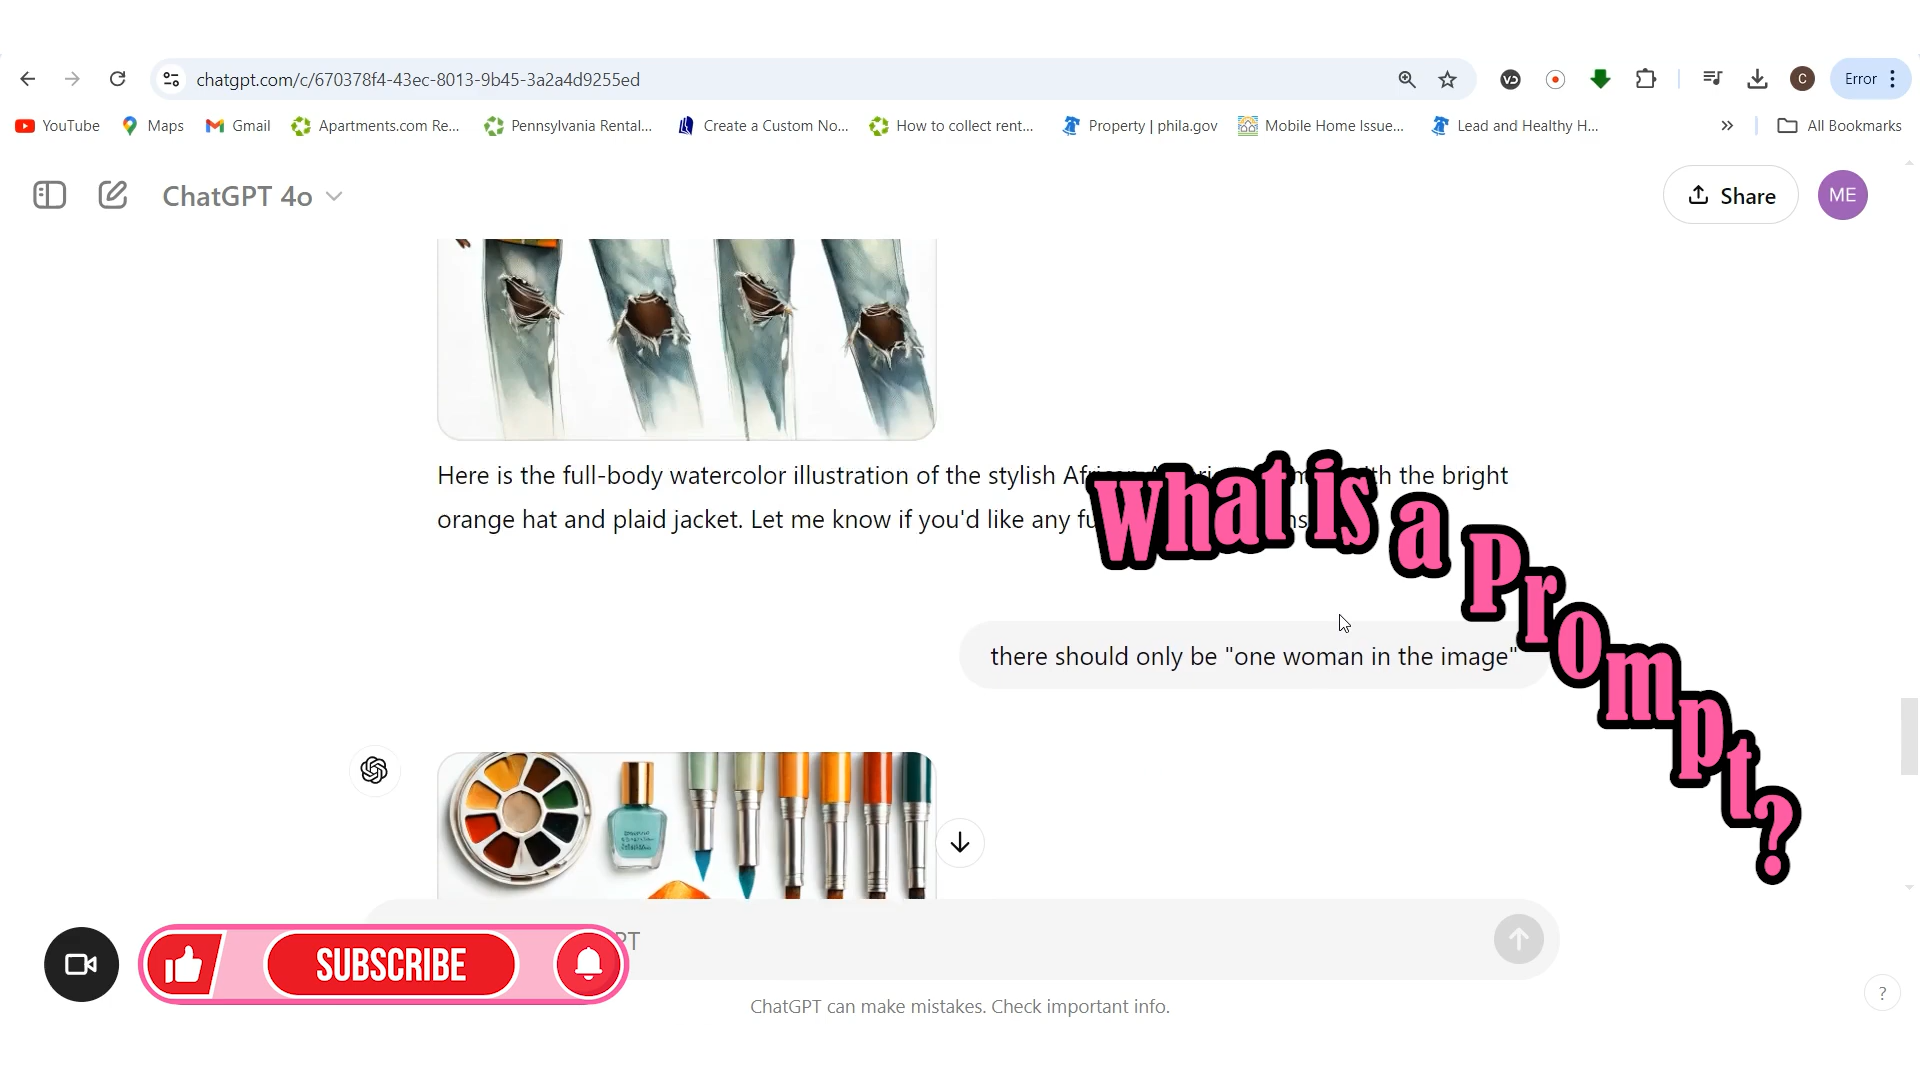 chatgpt.com/c/670378f4-43ec-8013-9b45-3a2a4d9255ed
C
Error
YouTube
Maps
Gmail
Apartments.com Re...
Pennsylvania Rental...
Create a Custom No...
How to collect rent...
Property | phila.gov
Mobile Home Issue...
Lead and Healthy H...
All Bookmarks
ChatGPT 4o
Share
ME
Here is the full-body watercolor illustration of the stylish with the bright
orange hat and plaid jacket. Let me know if you'd like any
What is a Prompt?
there should only be "one woman in the image"
SUBSCRIBE
ChatGPT can make mistakes. Check important info.
?